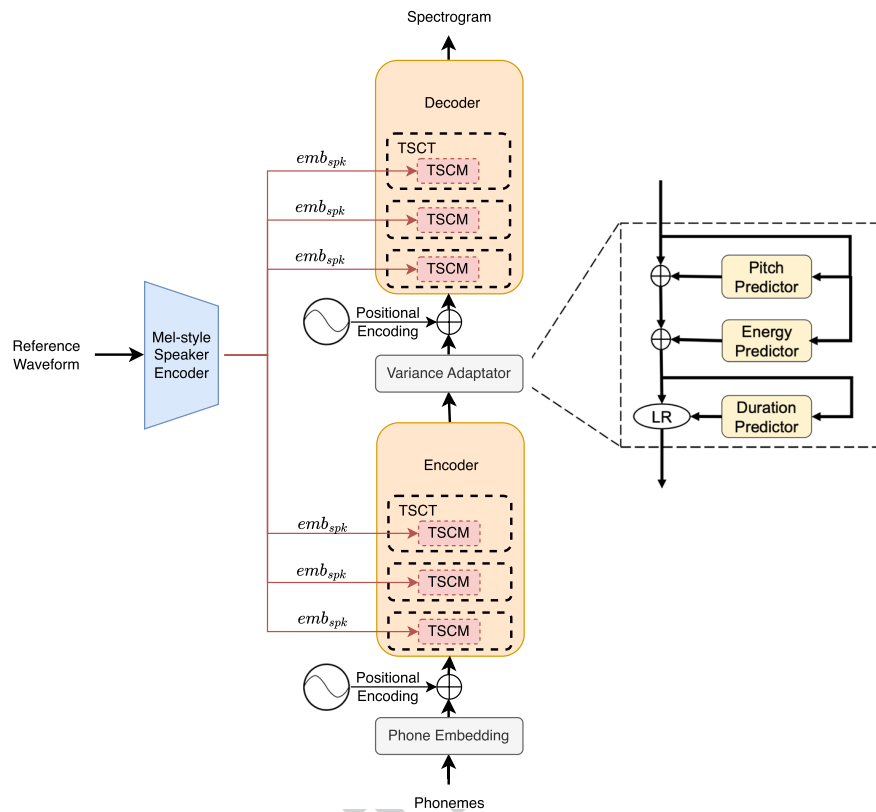 Spectrogram
Decoder
TSCT
emb_spk
TSCM
emb_spk
TSCM
emb_spk
TSCM
Positional
Encoding
Variance Adaptator
Reference
Waveform
Mel-style
Speaker
Encoder
Encoder
TSCT
emb_spk
TSCM
emb_spk
TSCM
emb_spk
TSCM
Positional
Encoding
Phone Embedding
Phonemes
Pitch
Predictor
Energy
Predictor
LR
Duration
Predictor